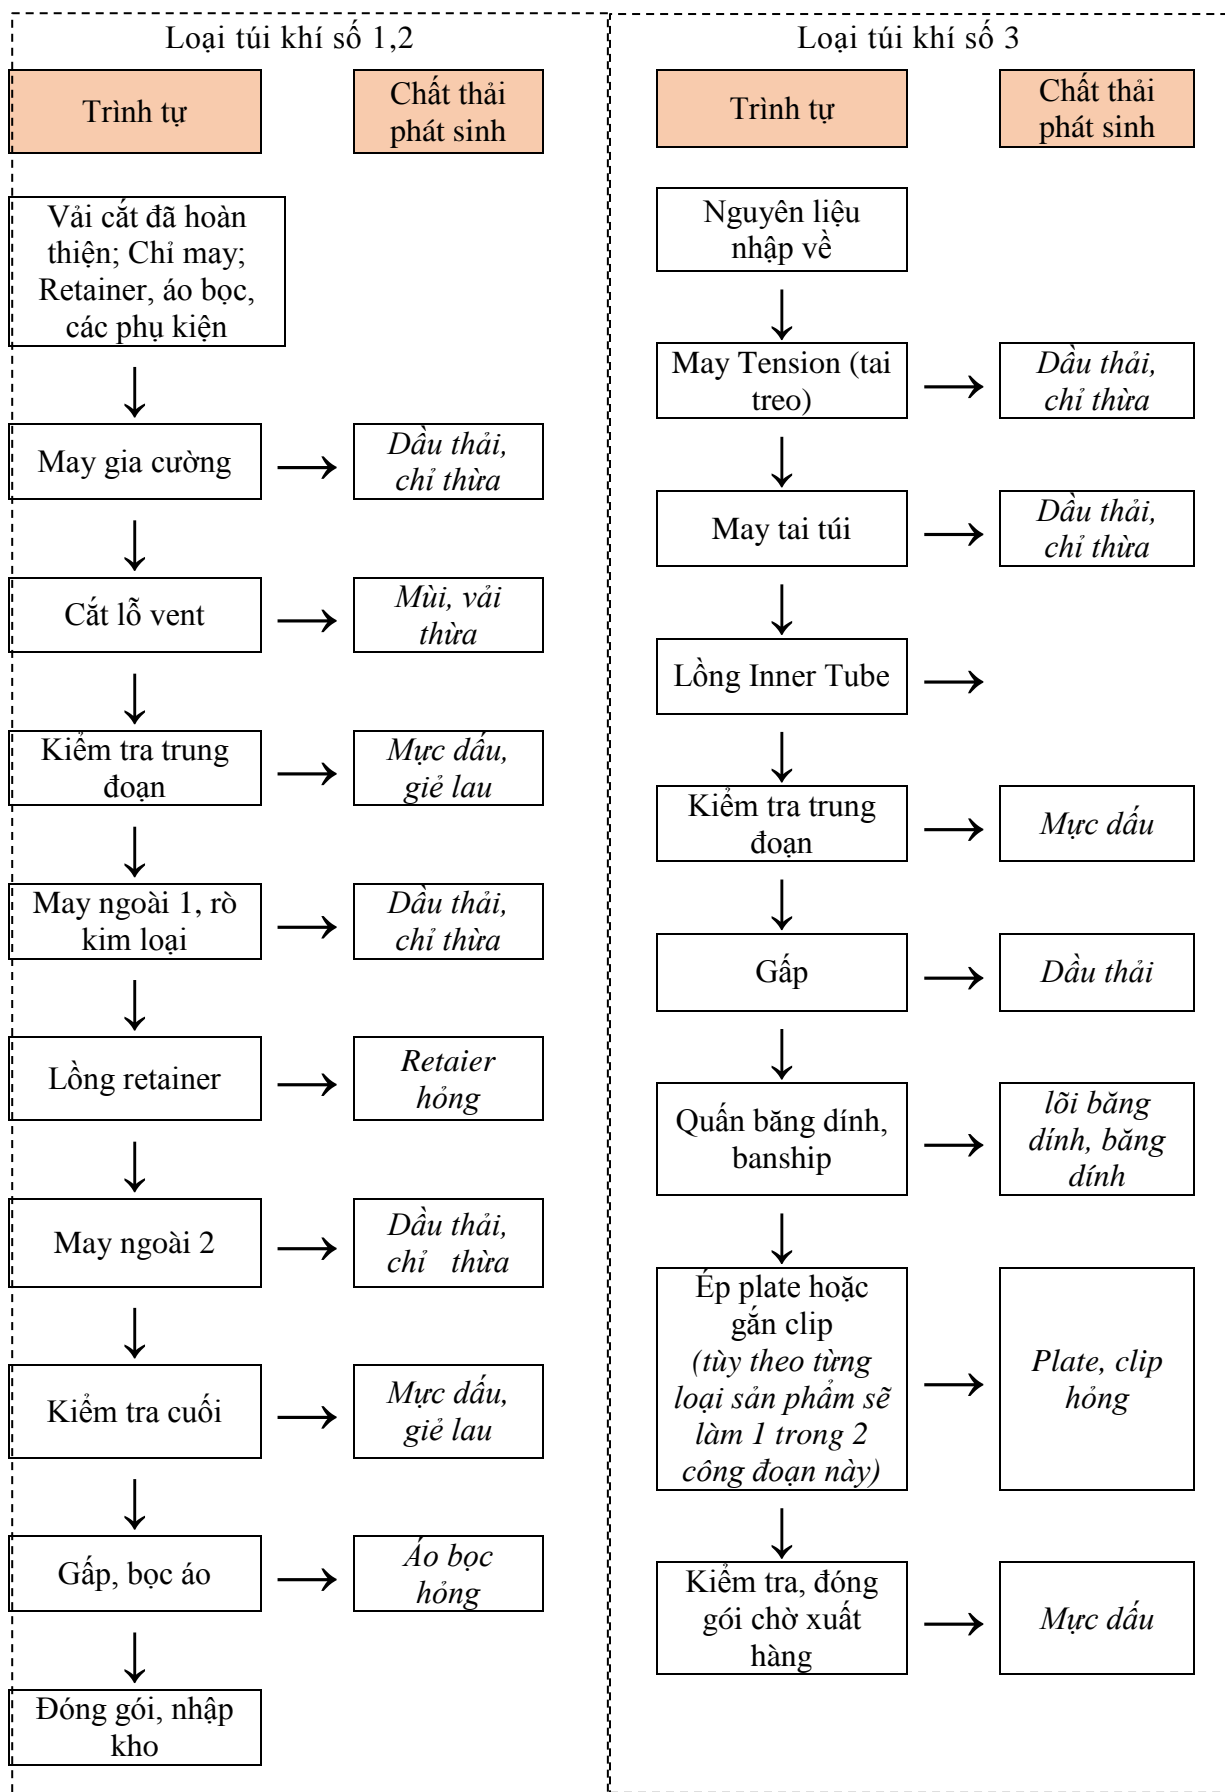 Loại túi khí số 1,2
Trình tự
Chất thải
phát sinh
Vải cắt đã hoàn
thiện; Chỉ may;
Retainer, áo bọc,
các phụ kiện
May gia cường
Dầu thải,
chỉ thừa
Cắt lỗ vent
Mùi, vải
thừa
Kiểm tra trung
đoạn
Mực dấu,
giẻ lau
May ngoài 1, rò
kim loại
Dầu thải,
chỉ thừa
Lồng retainer
Retaier
hỏng
May ngoài 2
Dầu thải,
chỉ thừa
Kiểm tra cuối
Mực dấu,
giẻ lau
Gấp, bọc áo
Áo bọc
hỏng
Đóng gói, nhập
kho
Loại túi khí số 3
Trình tự
Chất thải
phát sinh
Nguyên liệu
nhập về
May Tension (tai
treo)
Dầu thải,
chỉ thừa
May tai túi
Dầu thải,
chỉ thừa
Lồng Inner Tube
Kiểm tra trung
đoạn
Mực dấu
Gấp
Dầu thải
Quấn băng dính,
banship
lõi băng
dính, băng
dính
Ép plate hoặc
gắn clip
(tùy theo từng
loại sản phẩm sẽ
làm 1 trong 2
công đoạn này)
Plate, clip
hỏng
Kiểm tra, đóng
gói chờ xuất
hàng
Mực dấu